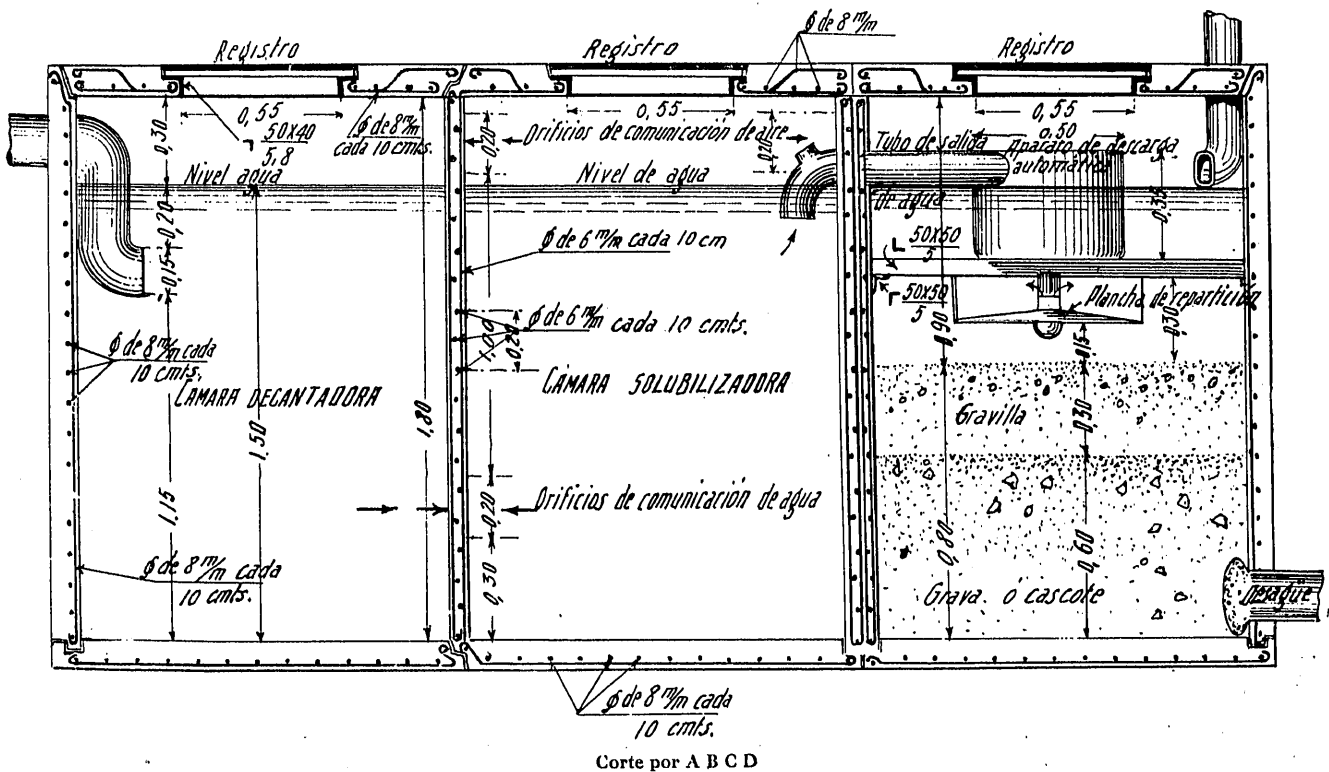 Registro
Registro
Registro
ϕ de 8 m/m
0,55
50x40
5,8
ϕ de 8 m/m
cada 10 cmts.
0,30
Nivel agua
0,20
0,15
ϕ de 8 m/m cada
10 cmts.
CAMARA DECANTADORA
1,50
1,80
1,15
ϕ de 8 m/m cada
10 cmts.
0,55
0,20
Orificios de comunicación de aire
0,20
Nivel de agua
ϕ de 6 m/m cada 10 cm
ϕ de 6 m/m cada 10 cmts.
1,00
0,20
CÁMARA SOLUBILIZADORA
Orificios de comunicación de agua
0,20
0,30
ϕ de 8 m/m cada
10 cmts.
0,55
0,50
Tubo de salida
Aparato de descarga
automático
de agua
0,35
L 50x50
5
Γ 50x50
5
Plancha de repartición
0,90
0,15
0,30
Gravilla
0,30
0,80
0,60
Grava ó cascote
Desagüe
Corte por A B C D